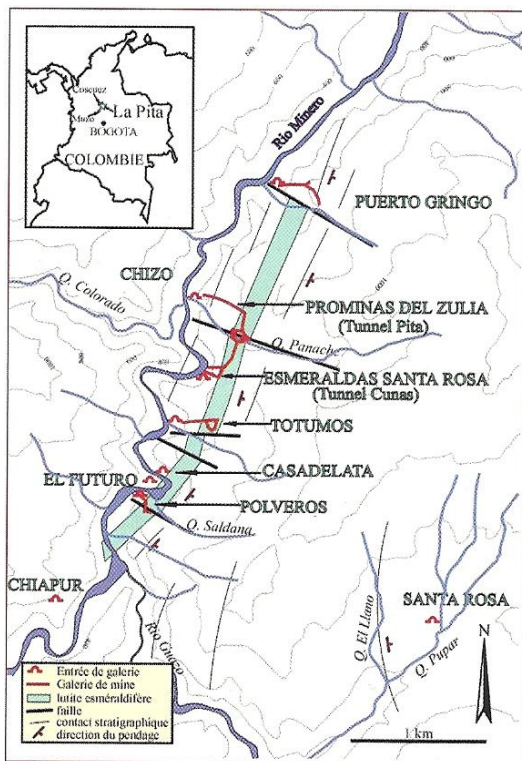 Coscuez
La Pita
Muzo
BOGOTA
COLOMBIE
Rio Minero
PUERTO GRINGO
CHIZO
Q. Colorado
PROMINAS DEL ZULIA
(Tunnel Pita)
Q. Panache
ESMERALDAS SANTA ROSA
(Tunnel Cunas)
TOTUMOS
CASADELATA
EL FUTURO
POLVEROS
Q. Saldana
CHIAPUR
SANTA ROSA
Q. El Llano
Q. Pupar
N
Entrée de galerie
Galerie de mine
lutite esméraldifère
faille
contact stratigraphique
direction du pendage
1 km